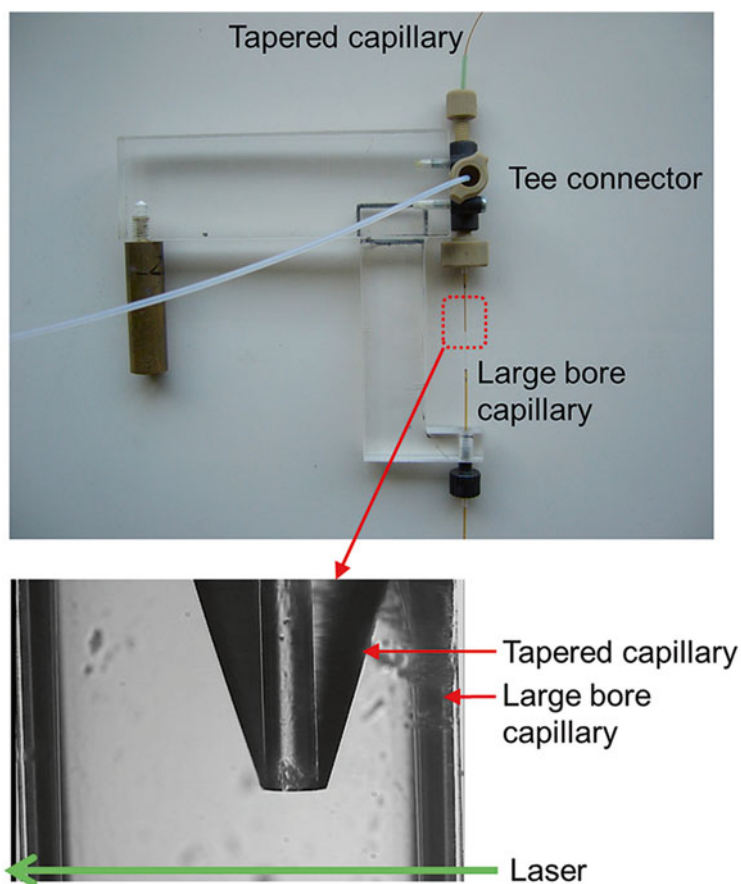 Tapered capillary
Tee connector
Large bore
capillary
Tapered capillary
Large bore
capillary
Laser